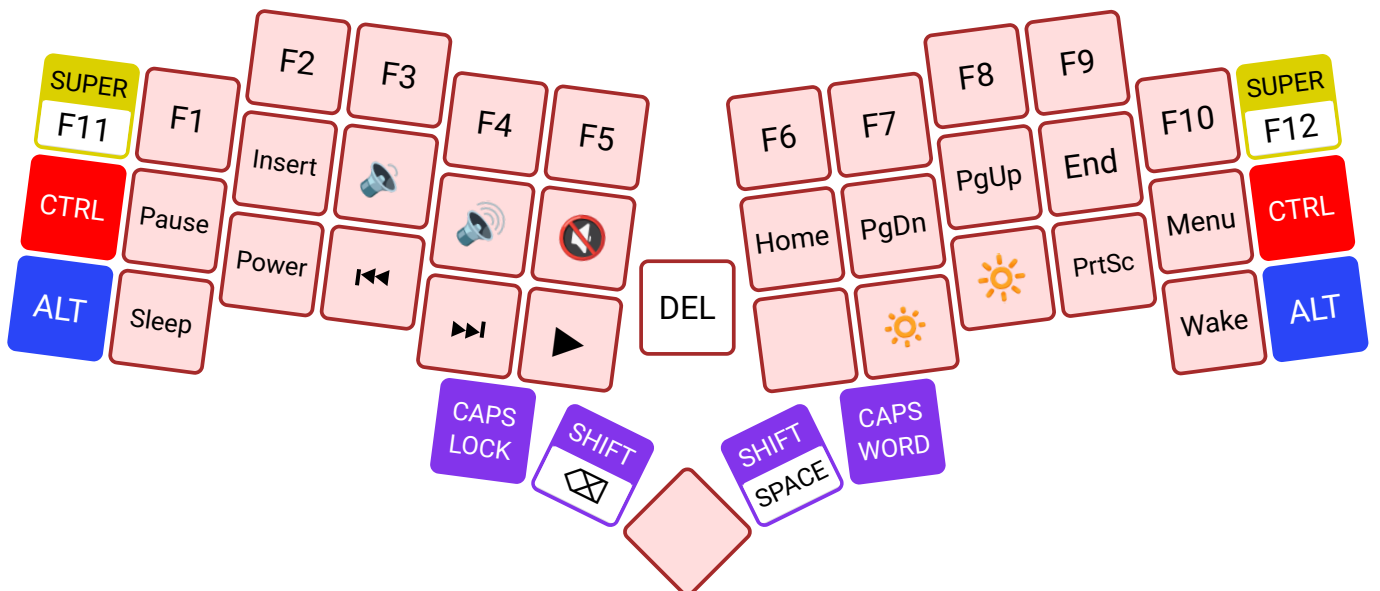 F2
F3
F8
F9
SUPER
F11
F1
F4
F5
F6
F7
F10
SUPER
F12
Insert
PgUp
End
CTRL
Pause
Home
PgDn
Menu
CTRL
Power
PrtSc
ALT
Sleep
DEL
Wake
ALT
CAPS
LOCK
SHIFT
SHIFT
SPACE
CAPS
WORD